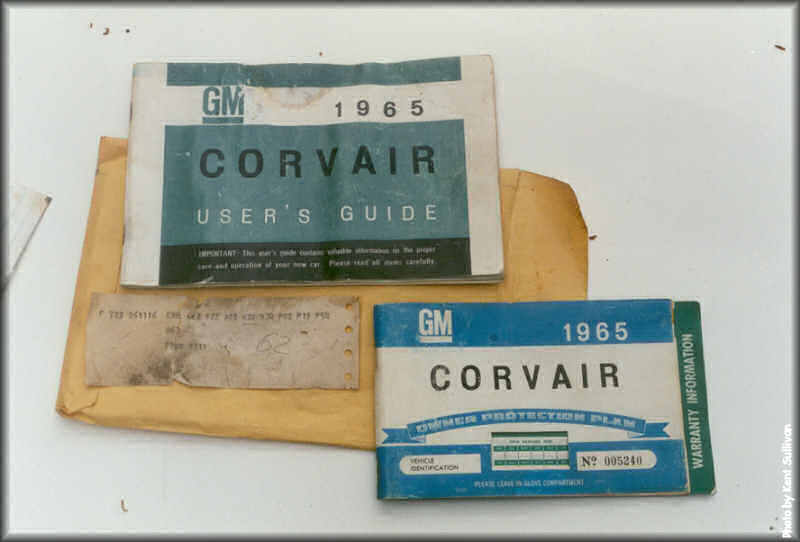 GM
1965
CORVAIR
USER'S GUIDE
IMPORTANT: This user's guide contains valuable information on the proper
care and operation of your new car. Please read all items carefully.
62
GM
1965
CORVAIR
OWNER PROTECTION PLAN
VEHICLE
IDENTIFICATION
Nº 005240
PLEASE LEAVE IN GLOVE COMPARTMENT
WARRANTY INFORMATION
Photo by Kent Sullivan